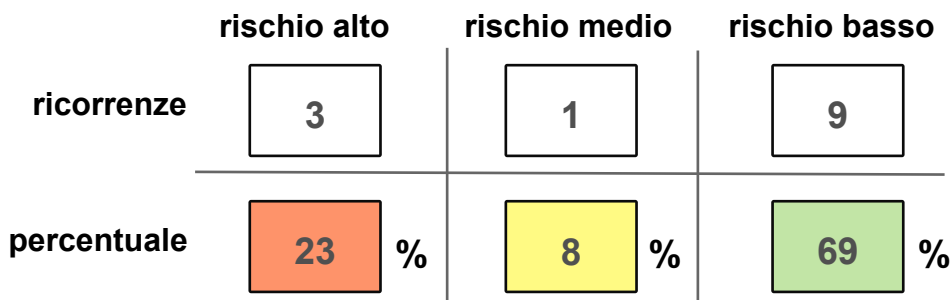 rischio alto rischio medio rischio basso
ricorrenze 3 1 9
percentuale 23 % 8 % 69 %